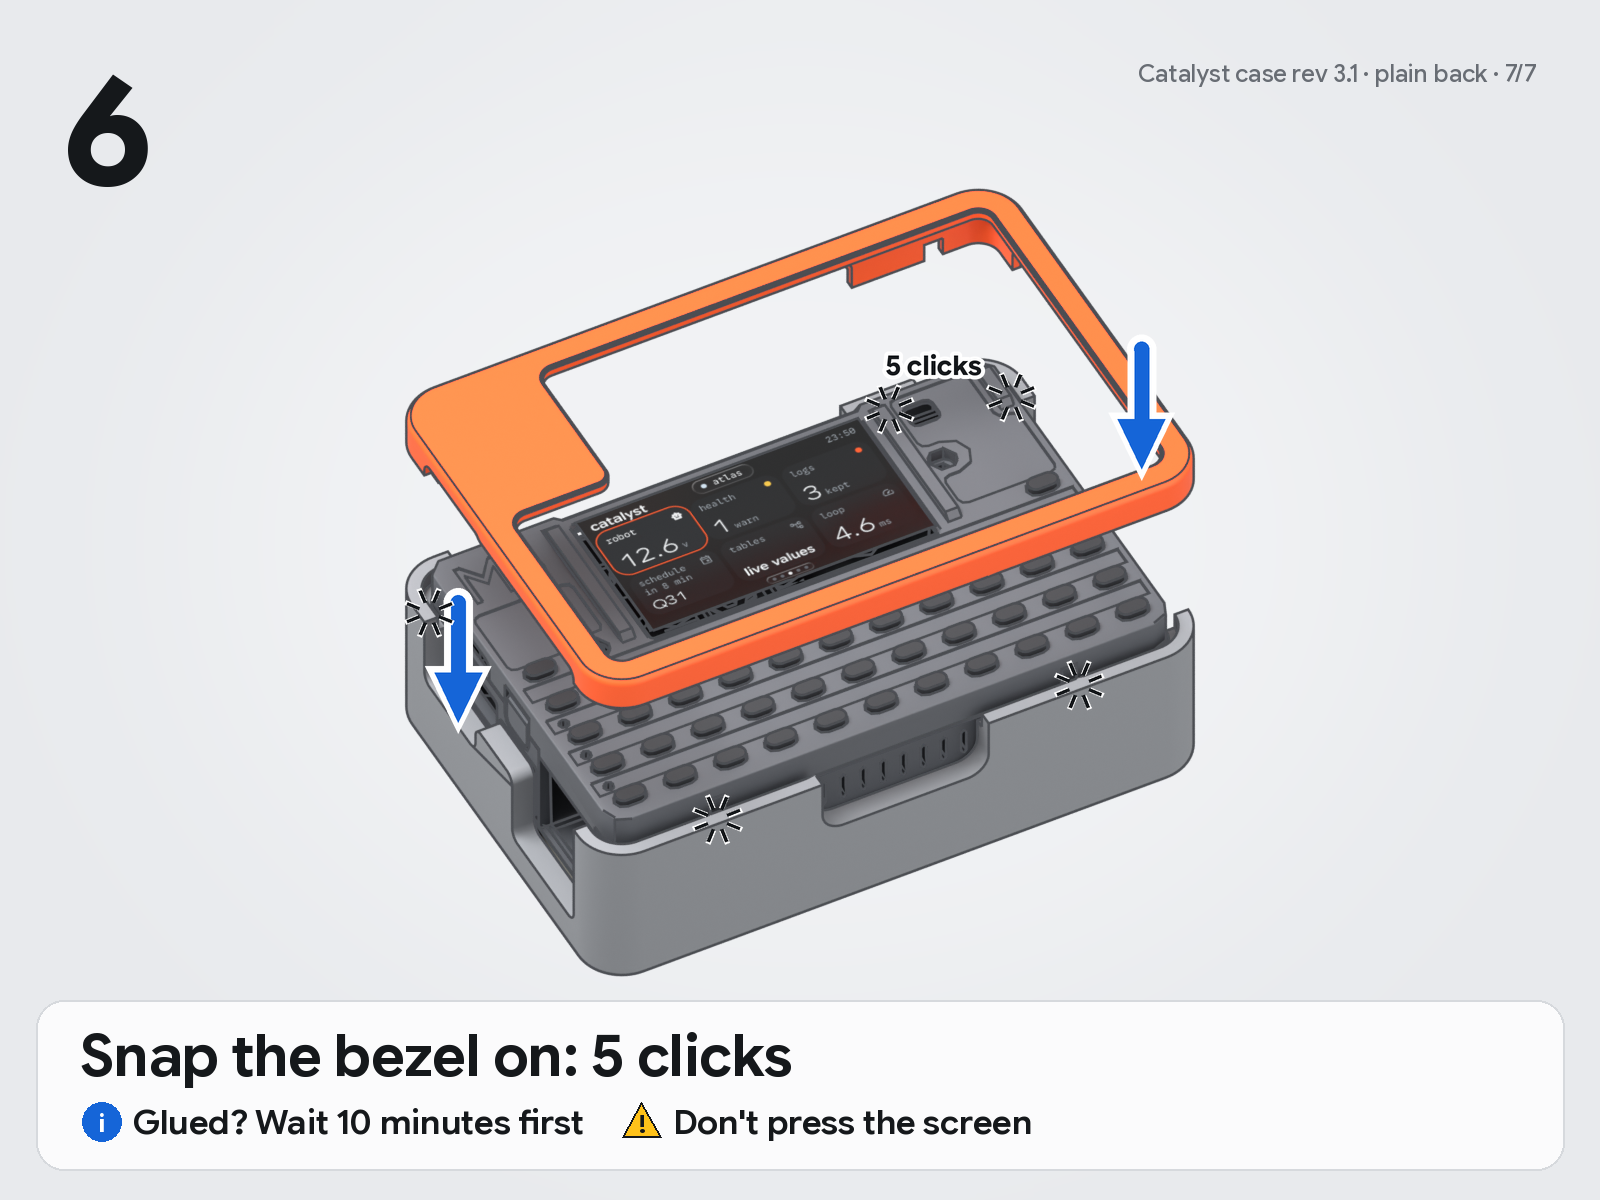 6
Catalyst case rev 3.1 · plain back · 7/7
5 clicks
23:50
catalyst
atlas
robot
12.6 v
health
1 warn
logs
3 kept
schedule
in 8 min
Q31
tables
live values
loop
4.6 ms
Snap the bezel on: 5 clicks
Glued? Wait 10 minutes first
Don't press the screen